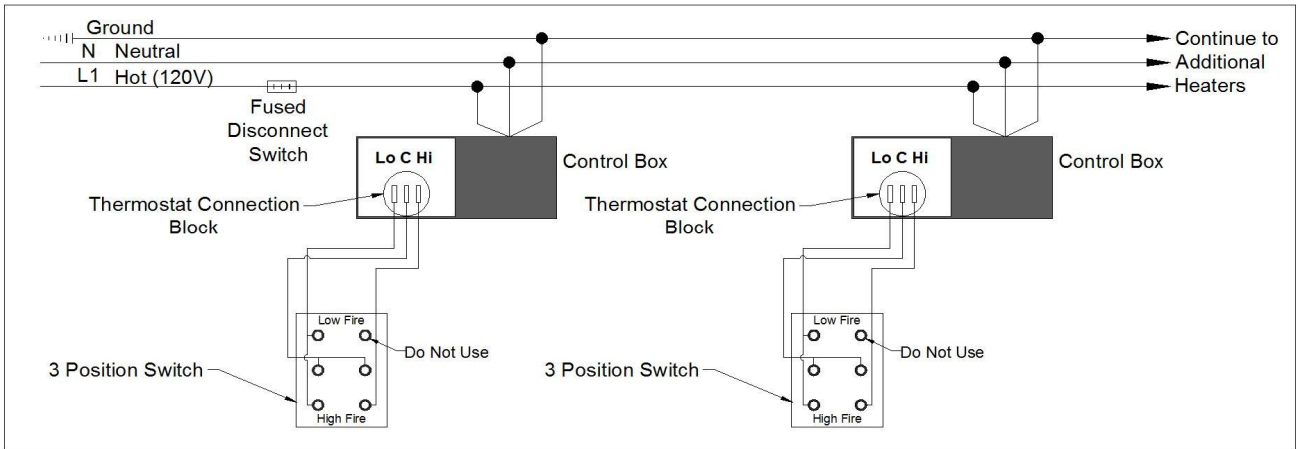 Ground
N Neutral
L1 Hot (120V)
Fused
Disconnect
Switch
Continue to
Additional
Heaters
Lo C Hi
Control Box
Thermostat Connection
Block
Low Fire
Do Not Use
3 Position Switch
High Fire
Lo C Hi
Control Box
Thermostat Connection
Block
Low Fire
Do Not Use
3 Position Switch
High Fire